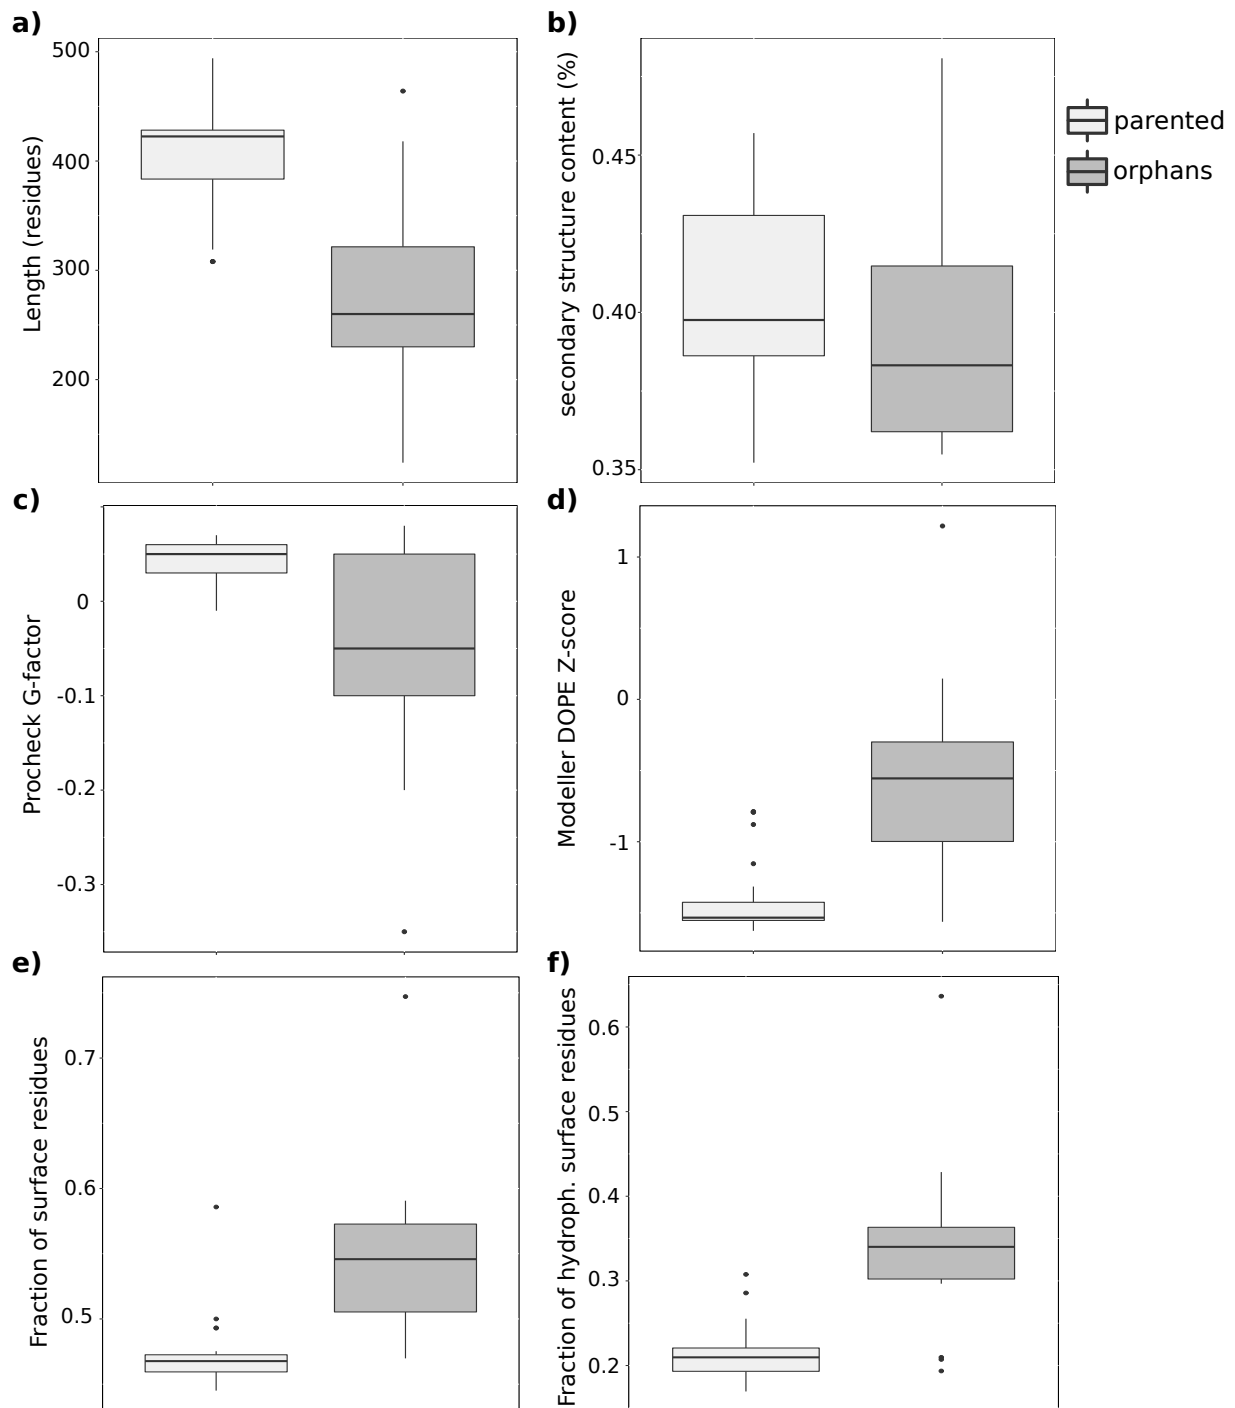 a)
Length (residues)
500
400
300
200
b)
secondary structure content (%)
0.45
0.40
0.35
parented
orphans
c)
Procheck G-factor
0
-0.1
-0.2
-0.3
d)
Modeller DOPE Z-score
1
0
-1
e)
Fraction of surface residues
0.7
0.6
0.5
f)
Fraction of hydroph. surface residues
0.6
0.5
0.4
0.3
0.2